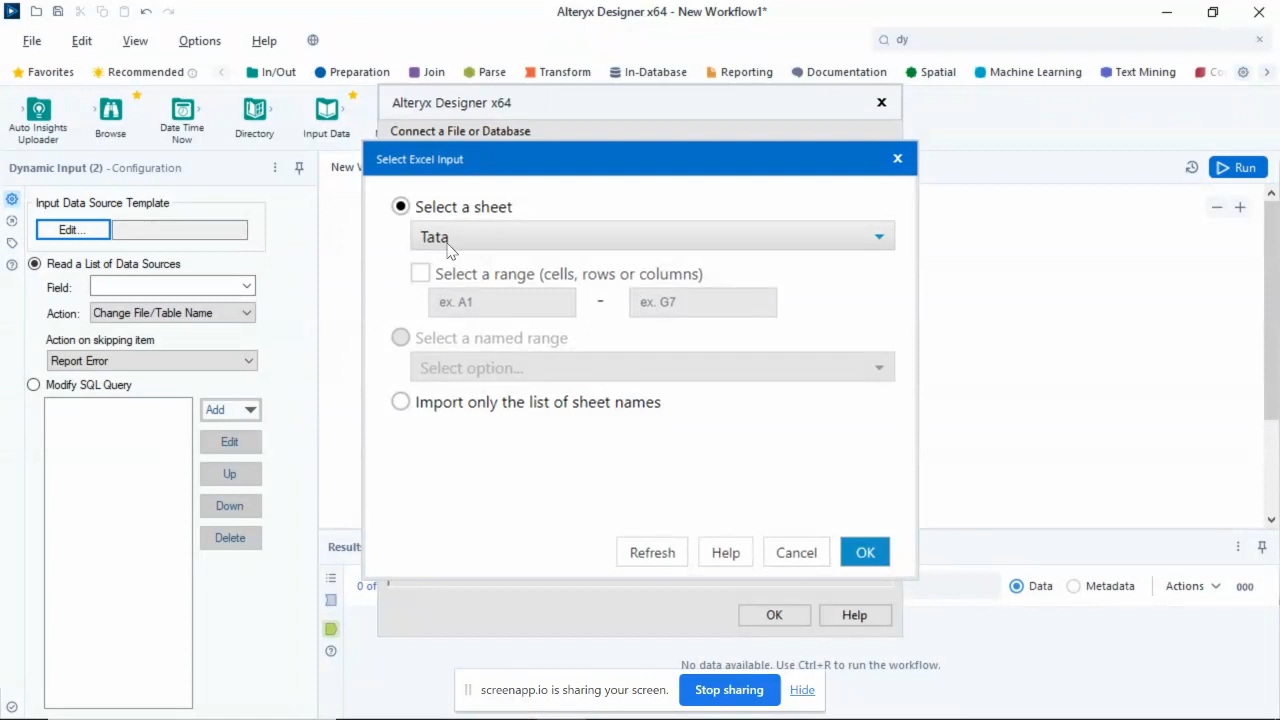 Alteryx Designer x64 - New Workflow1*
File Edit View Options Help
dy
Favorites Recommended In/Out Preparation Join Parse Transform In-Database Reporting Documentation Spatial Machine Learning Text Mining Co
Auto Insights Uploader
Browse
Date Time Now
Directory
Input Data
Alteryx Designer x64
X
Connect a File or Database
Dynamic Input (2) - Configuration
New W
Run
Select Excel Input
X
Input Data Source Template
Edit...
Read a List of Data Sources
Field:
Action: Change File/Table Name
Action on skipping item
Report Error
Modify SQL Query
Add
Edit
Up
Down
Delete
Select a sheet
Tata
Select a range (cells, rows or columns)
ex. A1 - ex. G7
Select a named range
Select option...
Import only the list of sheet names
Refresh Help Cancel OK
Result
0 of
Data Metadata Actions 000
OK Help
No data available. Use Ctrl+R to run the workflow.
screenapp.io is sharing your screen. Stop sharing Hide